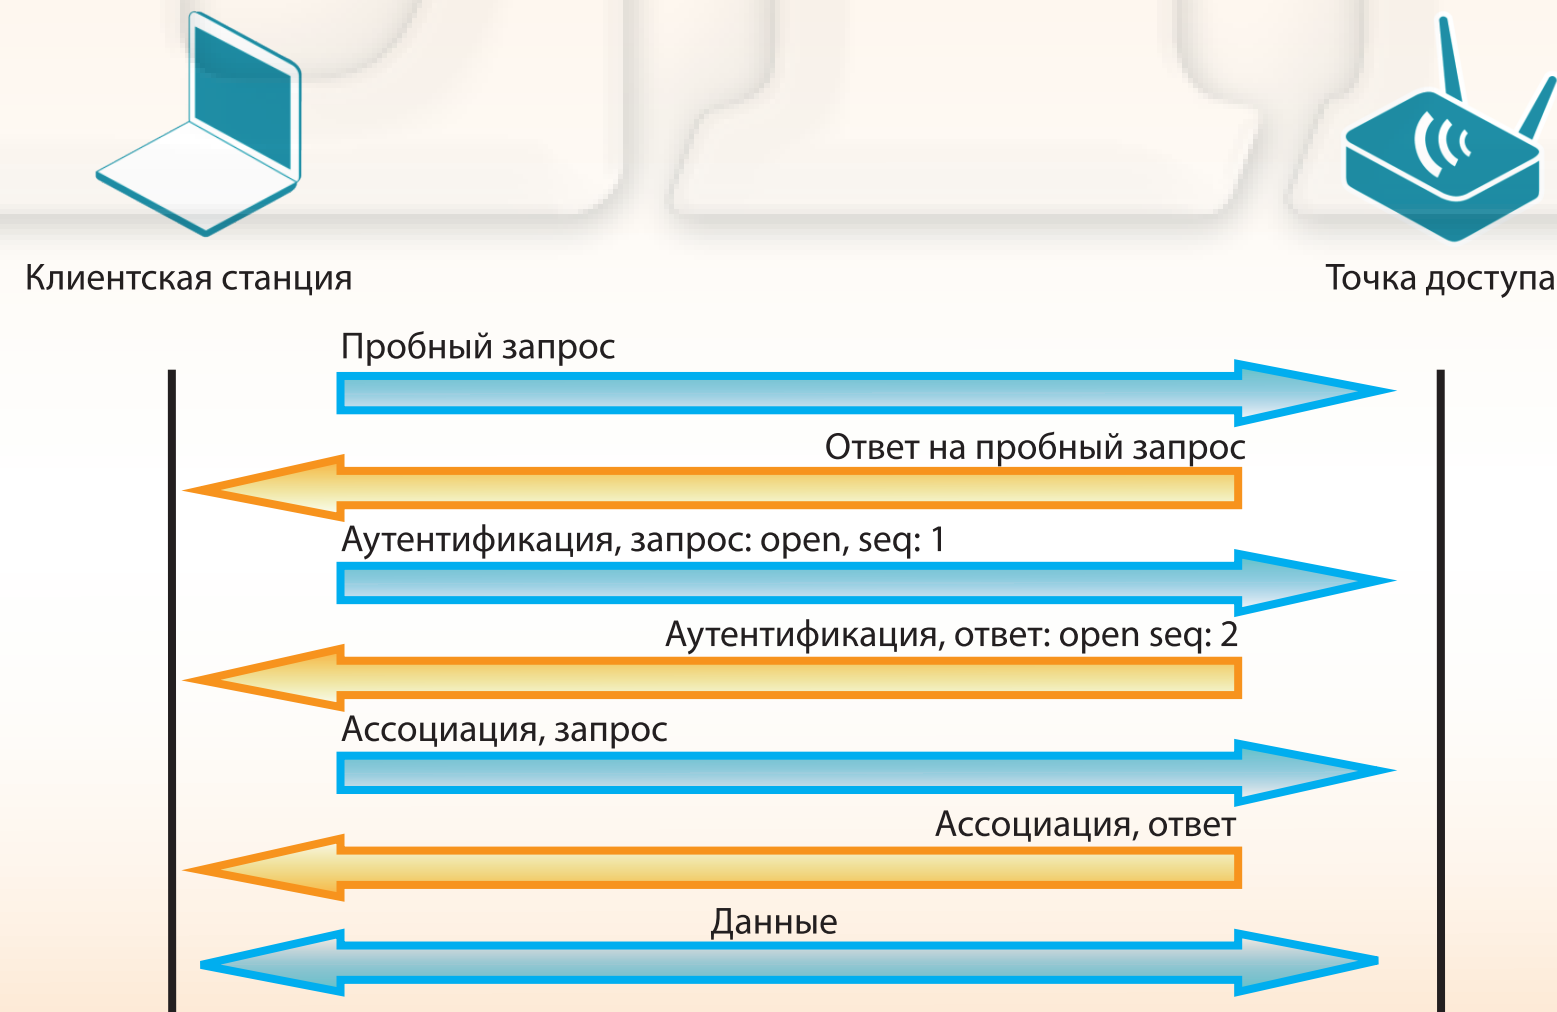 Клиентская станция
Точка доступа
Пробный запрос
Ответ на пробный запрос
Аутентификация, запрос: open, seq: 1
Аутентификация, ответ: open seq: 2
Ассоциация, запрос
Ассоциация, ответ
Данные